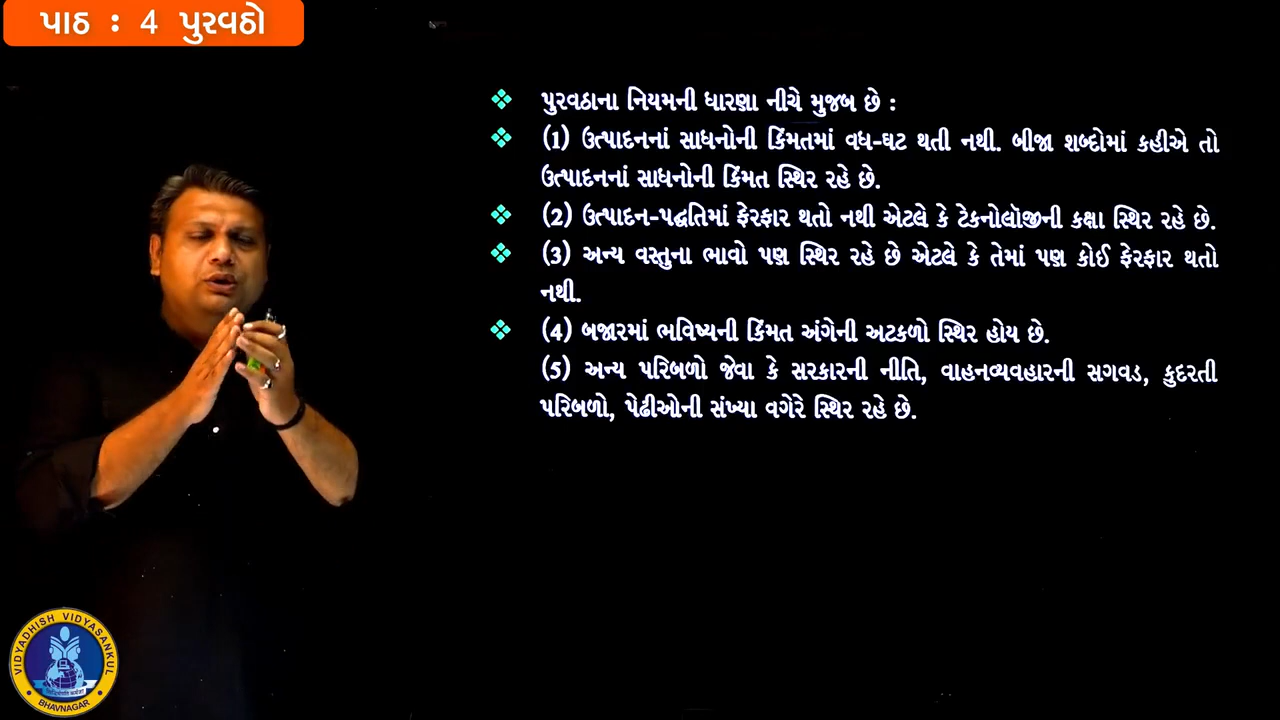 પાઠ : 4 પુરવઠો
પુરવઠાના નિયમની ધારણા નીચે મુજબ છે :
(1) ઉત્પાદનનાં સાધનોની કિંમતમાં વધ-ઘટ થતી નથી. બીજા શબ્દોમાં કહીએ તો
ઉત્પાદનનાં સાધનોની કિંમત સ્થિર રહે છે.
(2) ઉત્પાદન-પદ્ધતિમાં ફેરફાર થતો નથી એટલે કે ટેકનોલૉજીની કક્ષા સ્થિર રહે છે.
(3) અન્ય વસ્તુના ભાવો પણ સ્થિર રહે છે એટલે કે તેમાં પણ કોઈ ફેરફાર થતો
નથી.
(4) બજારમાં ભવિષ્યની કિંમત અંગેની અટકળો સ્થિર હોય છે.
(5) અન્ય પરિબળો જેવા કે સરકારની નીતિ, વાહનવ્યવહારની સગવડ, કુદરતી
પરિબળો, પેઢીઓની સંખ્યા વગેરે સ્થિર રહે છે.
VIDYADHISH VIDYASANKUL
BHAVNAGAR